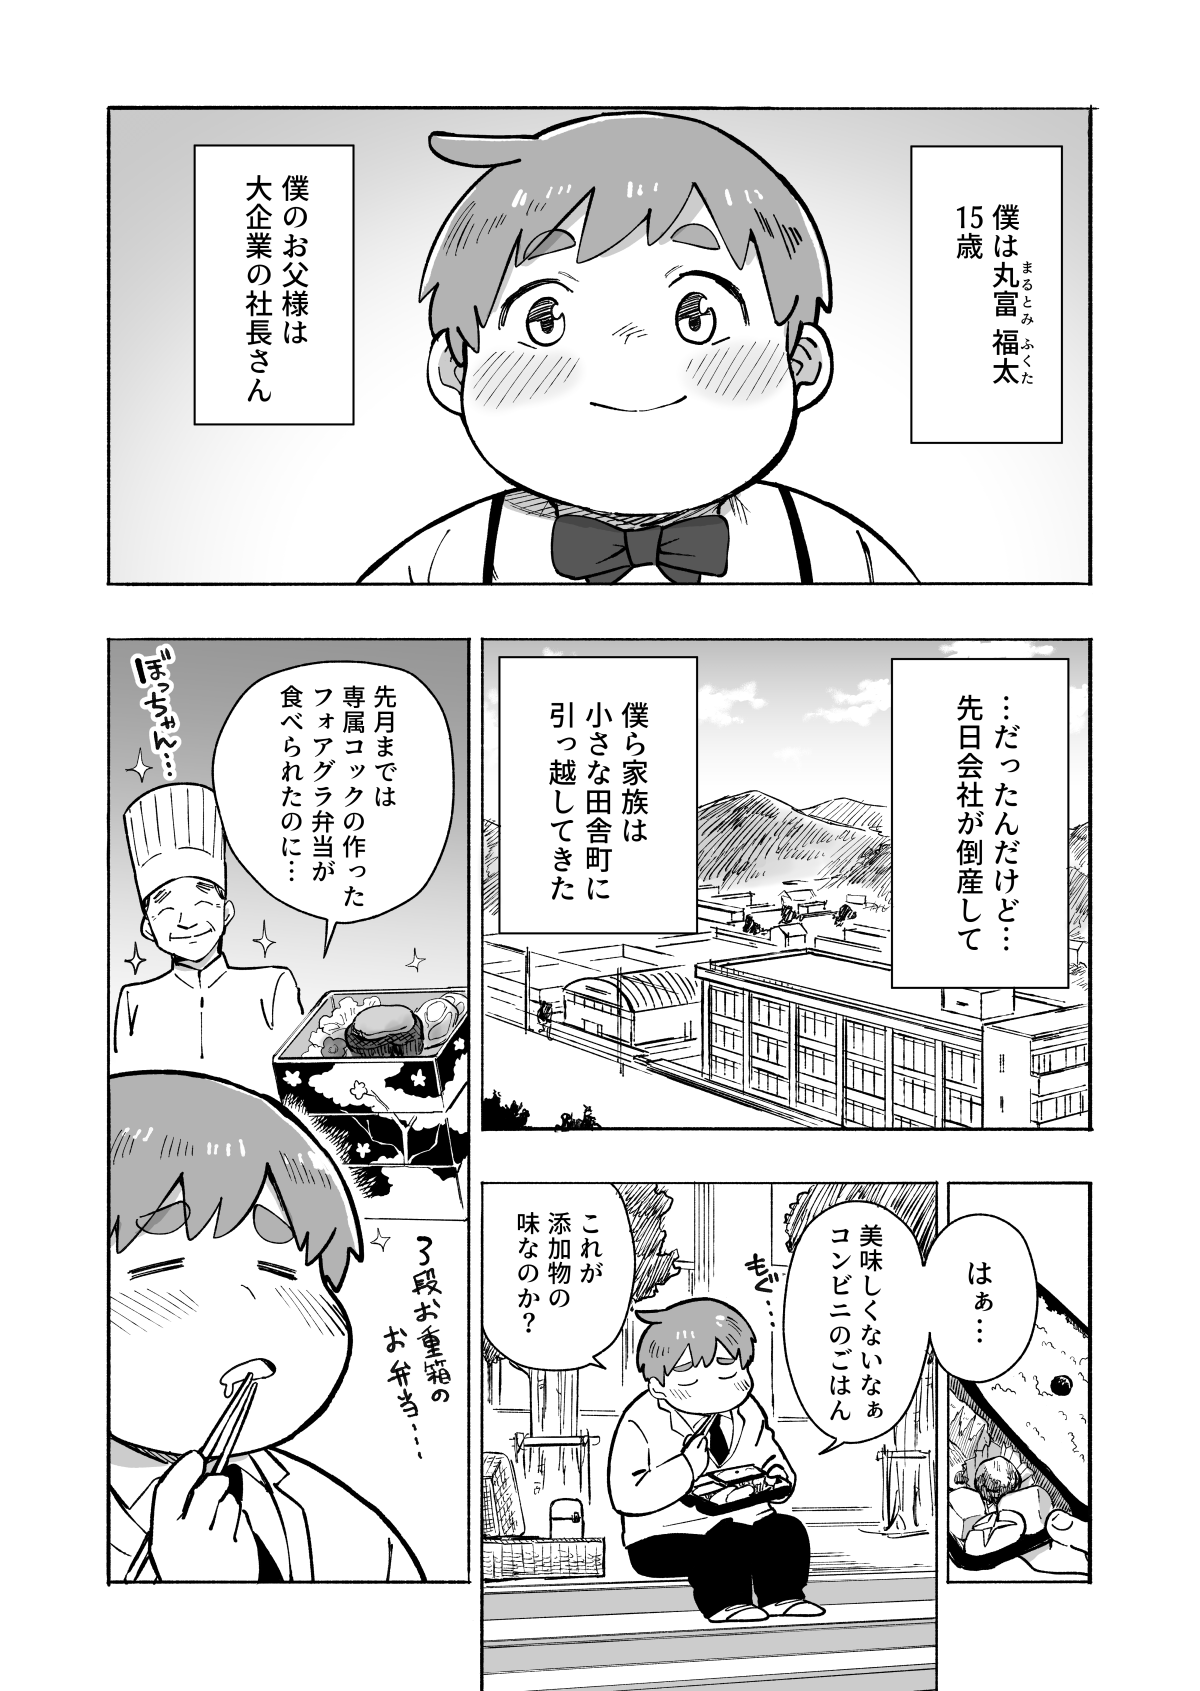 僕は丸富 福太
まるとみ ふくた
15歳
僕のお父様は
大企業の社長さん
…だったんだけど…
先日会社が倒産して
僕ら家族は
小さな田舎町に
引っ越してきた
はぁ…
美味しくないなぁ
コンビニのごはん
もぐ…
これが
添加物の
味なのか？
先月までは
専属コックの作った
フォアグラ弁当が
食べられたのに…
ぼっちゃん…
3段お重箱の
お弁当…